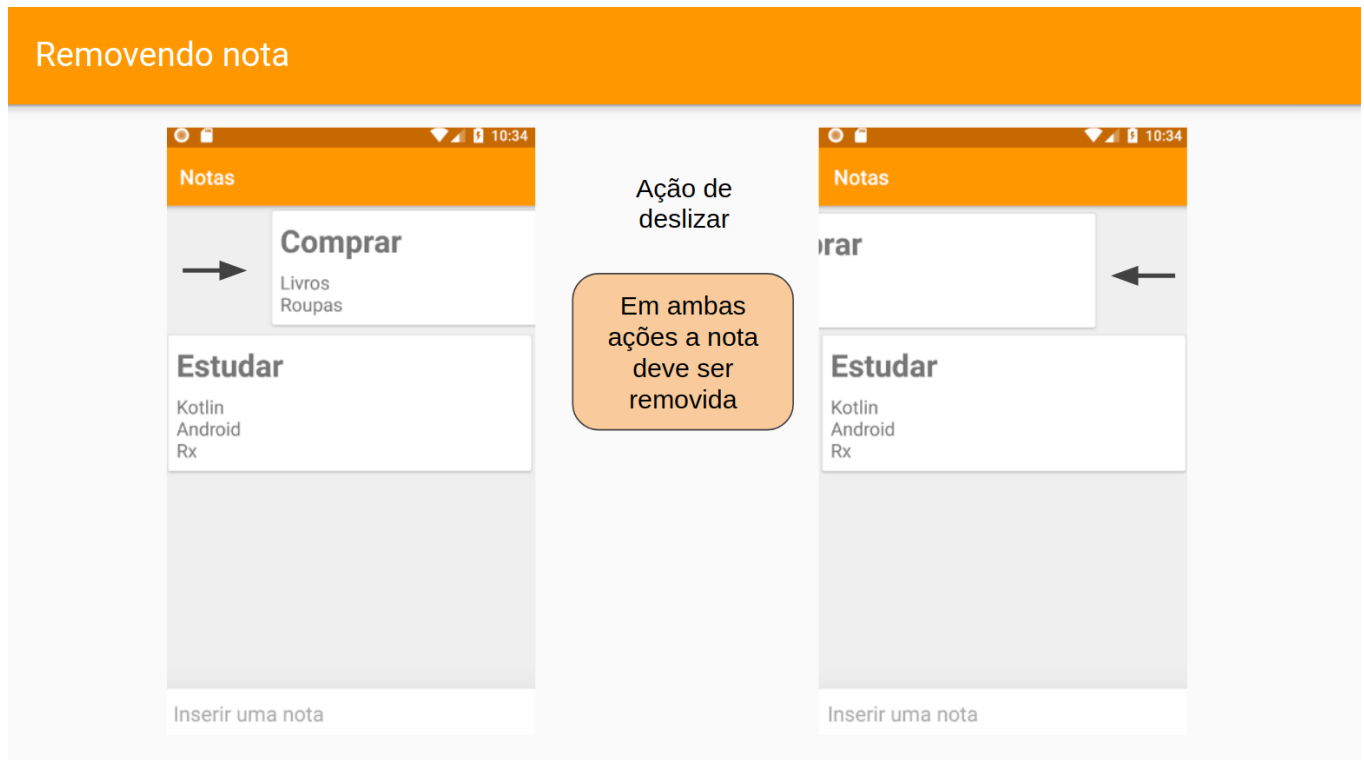 Removendo nota
10:34
Notas
Comprar
Livros
Roupas
Estudar
Kotlin
Android
Rx
Inserir uma nota
Ação de
deslizar
Em ambas
ações a nota
deve ser
removida
10:34
Notas
rar
Estudar
Kotlin
Android
Rx
Inserir uma nota